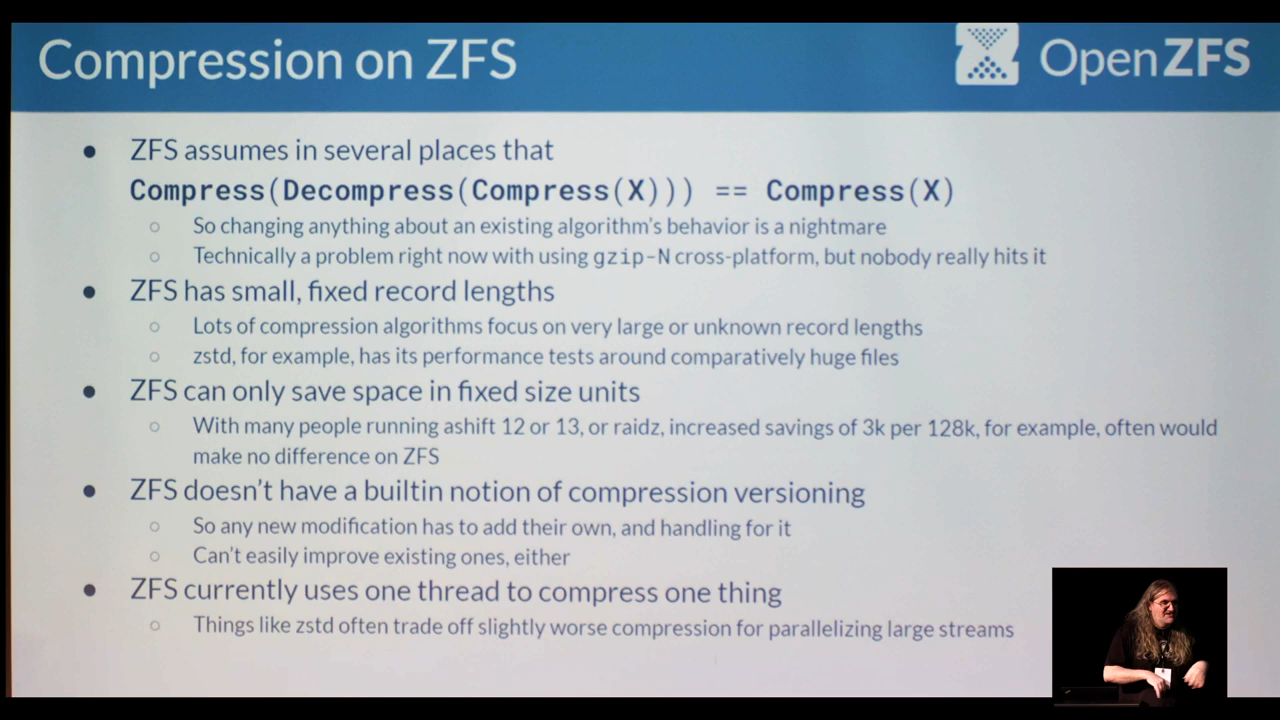 Compression on ZFS
OpenZFS
● ZFS assumes in several places that
Compress(Decompress(Compress(X))) == Compress(X)
○ So changing anything about an existing algorithm's behavior is a nightmare
○ Technically a problem right now with using gzip-N cross-platform, but nobody really hits it
● ZFS has small, fixed record lengths
○ Lots of compression algorithms focus on very large or unknown record lengths
○ zstd, for example, has its performance tests around comparatively huge files
● ZFS can only save space in fixed size units
○ With many people running ashift 12 or 13, or raidz, increased savings of 3k per 128k, for example, often would
make no difference on ZFS
● ZFS doesn't have a builtin notion of compression versioning
○ So any new modification has to add their own, and handling for it
○ Can't easily improve existing ones, either
● ZFS currently uses one thread to compress one thing
○ Things like zstd often trade off slightly worse compression for parallelizing large streams